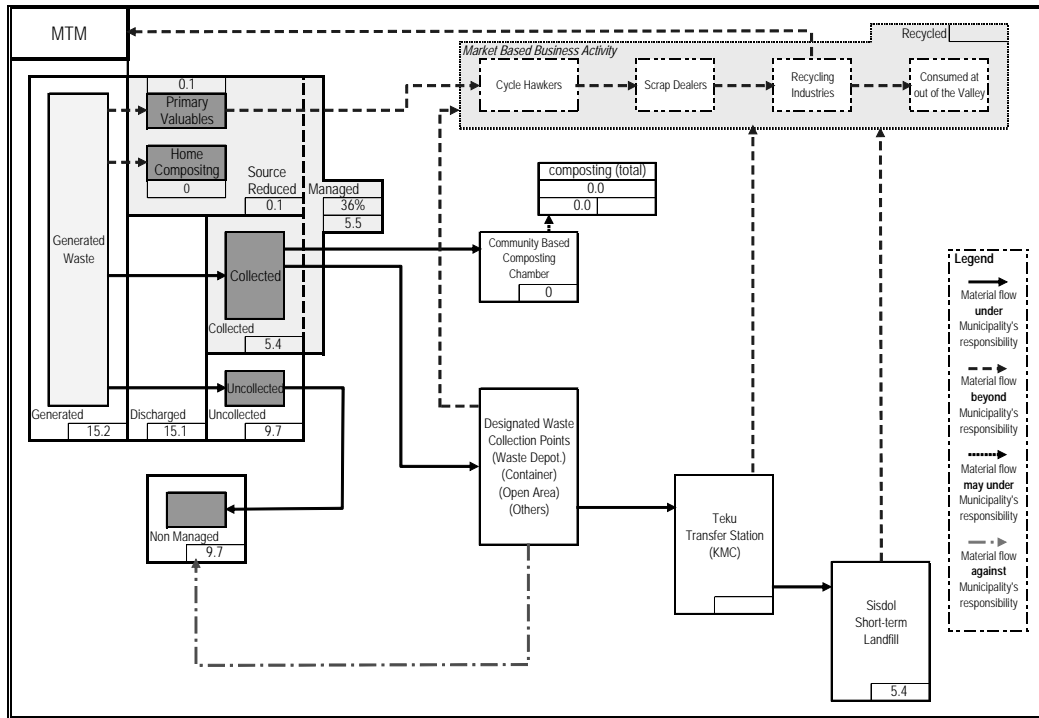 MTM
Recycled
Market Based Business Activity
Cycle Hawkers
Scrap Dealers
Recycling
Industries
Consumed at
out of the Valley
0.1
Primary
Valuables
Home
Compositng
0
Source
Reduced
0.1
Managed
36%
5.5
composting (total)
0.0
0.0
Generated
Waste
Community Based
Composting
Chamber
0
Collected
Collected
5.4
Uncollected
Generated
15.2
Discharged
15.1
Uncollected
9.7
Designated Waste
Collection Points
(Waste Depot.)
(Container)
(Open Area)
(Others)
Non Managed
9.7
Teku
Transfer Station
(KMC)
Sisdol
Short-term
Landfill
5.4
Legend
Material flow
under
Municipality's
responsibility
Material flow
beyond
Municipality's
responsibility
Material flow
may under
Municipality's
responsibility
Material flow
against
Municipality's
responsibility